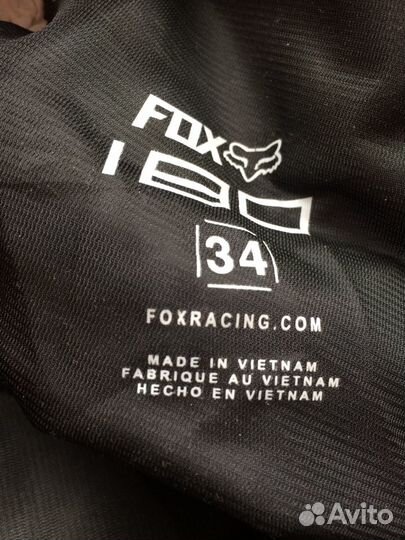 FOX
180
34
FOXRACING.COM
MADE IN VIETNAM
FABRIQUE AU VIETNAM
HECHO EN VIETNAM
Avito